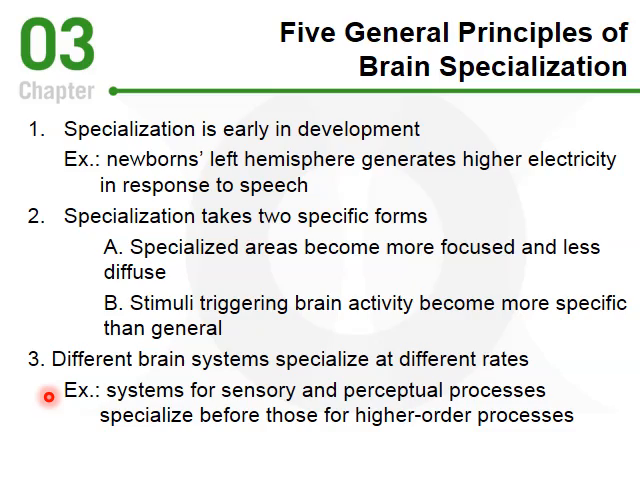 03
Chapter
Five General Principles of
Brain Specialization
1. Specialization is early in development
Ex.: newborns’ left hemisphere generates higher electricity
in response to speech
2. Specialization takes two specific forms
A. Specialized areas become more focused and less
diffuse
B. Stimuli triggering brain activity become more specific
than general
3. Different brain systems specialize at different rates
Ex.: systems for sensory and perceptual processes
specialize before those for higher-order processes